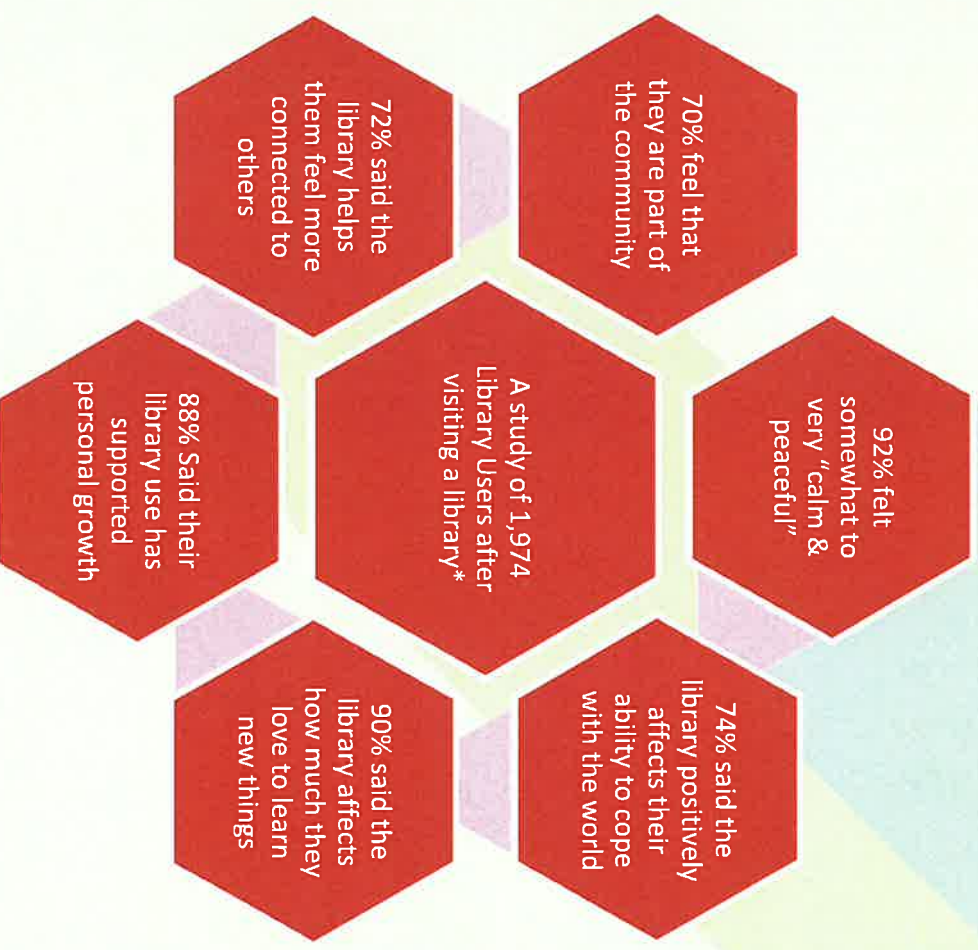 92% felt
somewhat to
very “calm &
peaceful”
70% feel that
they are part of
the community
74% said the
library positively
affects their
ability to cope
with the world
A study of 1,974
Library Users after
visiting a library*
72% said the
library helps
them feel more
connected to
others
90% said the
library affects
how much they
love to learn
new things
88% Said their
library use has
supported
personal growth